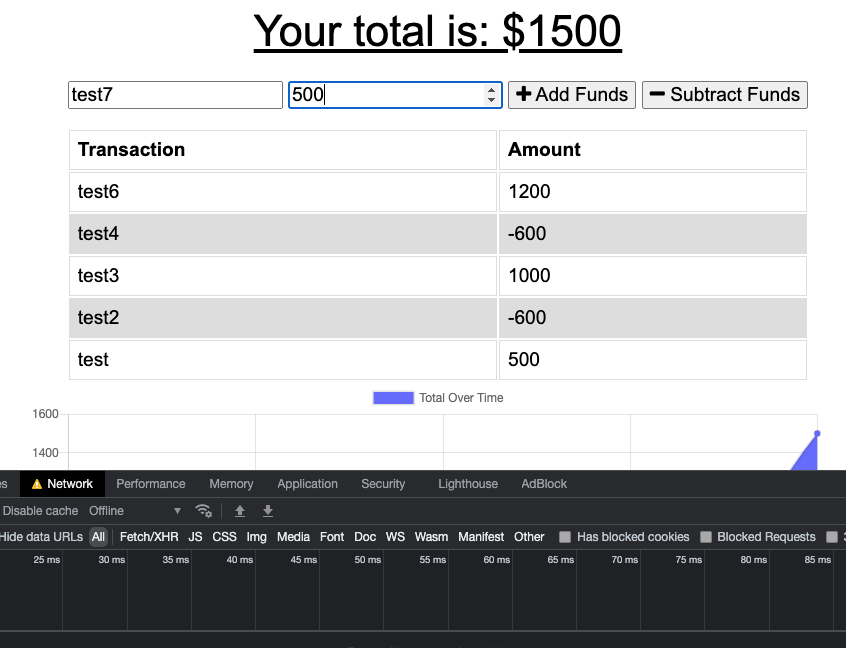 Your total is: $1500
test7 500 Add Funds Subtract Funds
Transaction Amount
test6 1200
test4 -600
test3 1000
test2 -600
test 500
Total Over Time
1600
1400
Network Performance Memory Application Security Lighthouse AdBlock
Disable cache Offline
Hide data URLs All Fetch/XHR JS CSS Img Media Font Doc WS Wasm Manifest Other Has blocked cookies Blocked Requests
25 ms 30 ms 35 ms 40 ms 45 ms 50 ms 55 ms 60 ms 65 ms 70 ms 75 ms 80 ms 85 ms